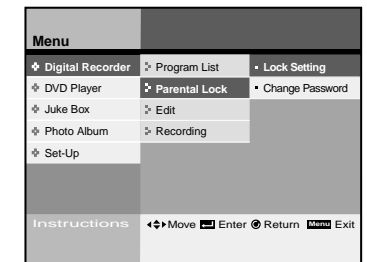 Menu
Digital Recorder
Program List
Lock Setting
DVD Player
Parental Lock
Change Password
Juke Box
Edit
Photo Album
Recording
Set-Up
Instructions
Move Enter Return Menu Exit